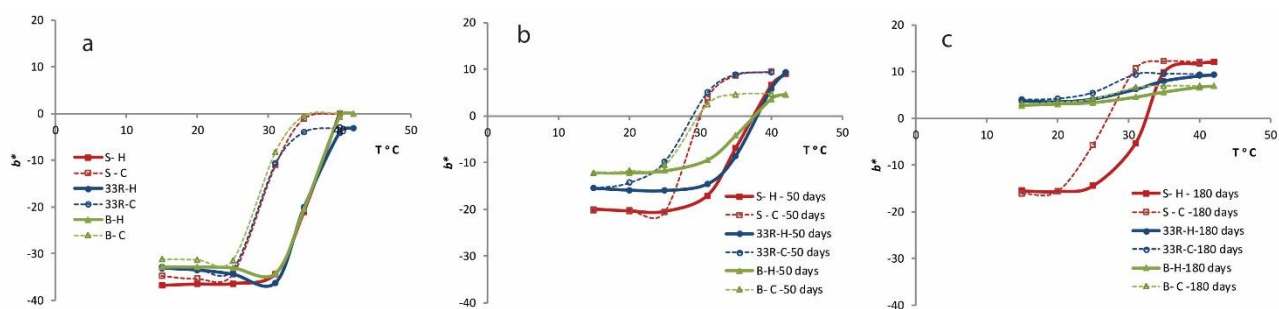 a
20
10
0
-10
-20
-30
-40
0
10
20
30
40
50
b*
T °C
S- H
S - C
33R-H
33R-C
B-H
B- C
b
20
10
0
-10
-20
-30
-40
0
10
20
30
40
50
b*
T °C
S- H - 50 days
S - C -50 days
33R-H-50 days
33R-C-50 days
B-H-50 days
B- C -50 days
c
20
10
0
-10
-20
-30
-40
0
10
20
30
40
50
b*
T °C
S- H - 180 days
S - C -180 days
33R-H-180 days
33R-C-180 days
B-H-180 days
B- C -180 days